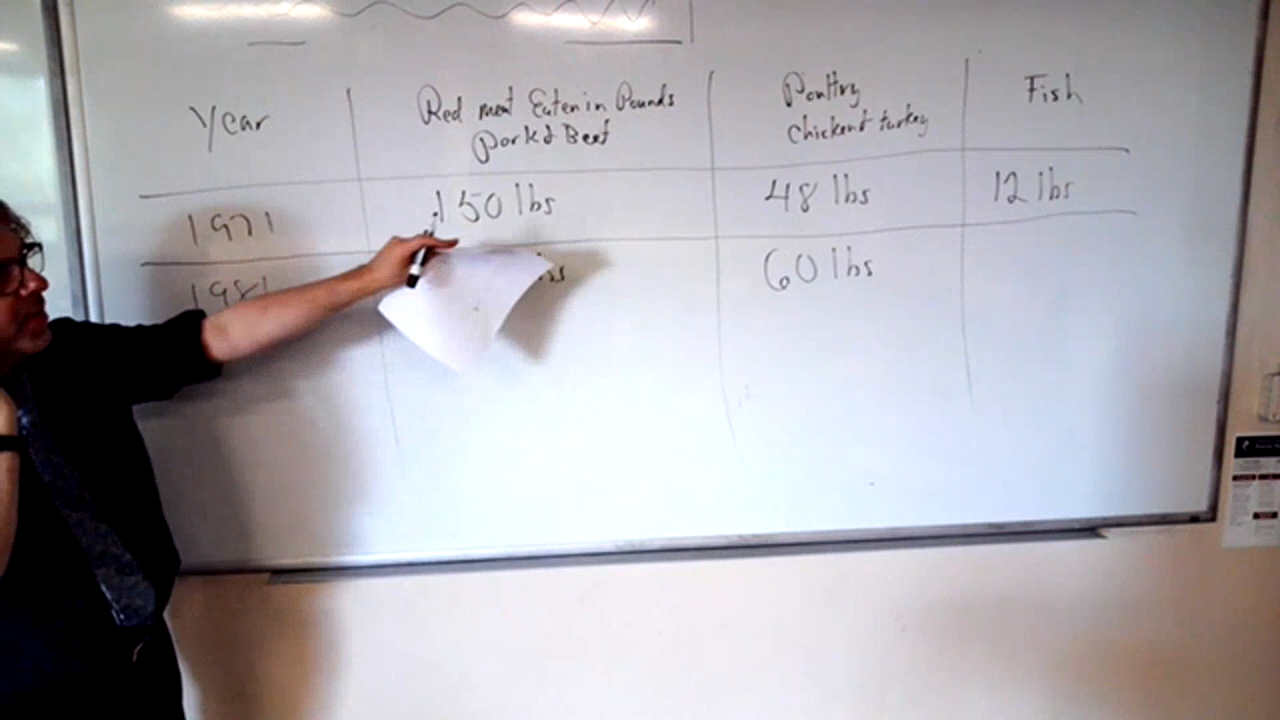 Year
Red meat Eaten in Pounds
Pork & Beef
Poultry
Chicken & turkey
Fish
1971
150 lbs
48 lbs
12 lbs
1981
60 lbs